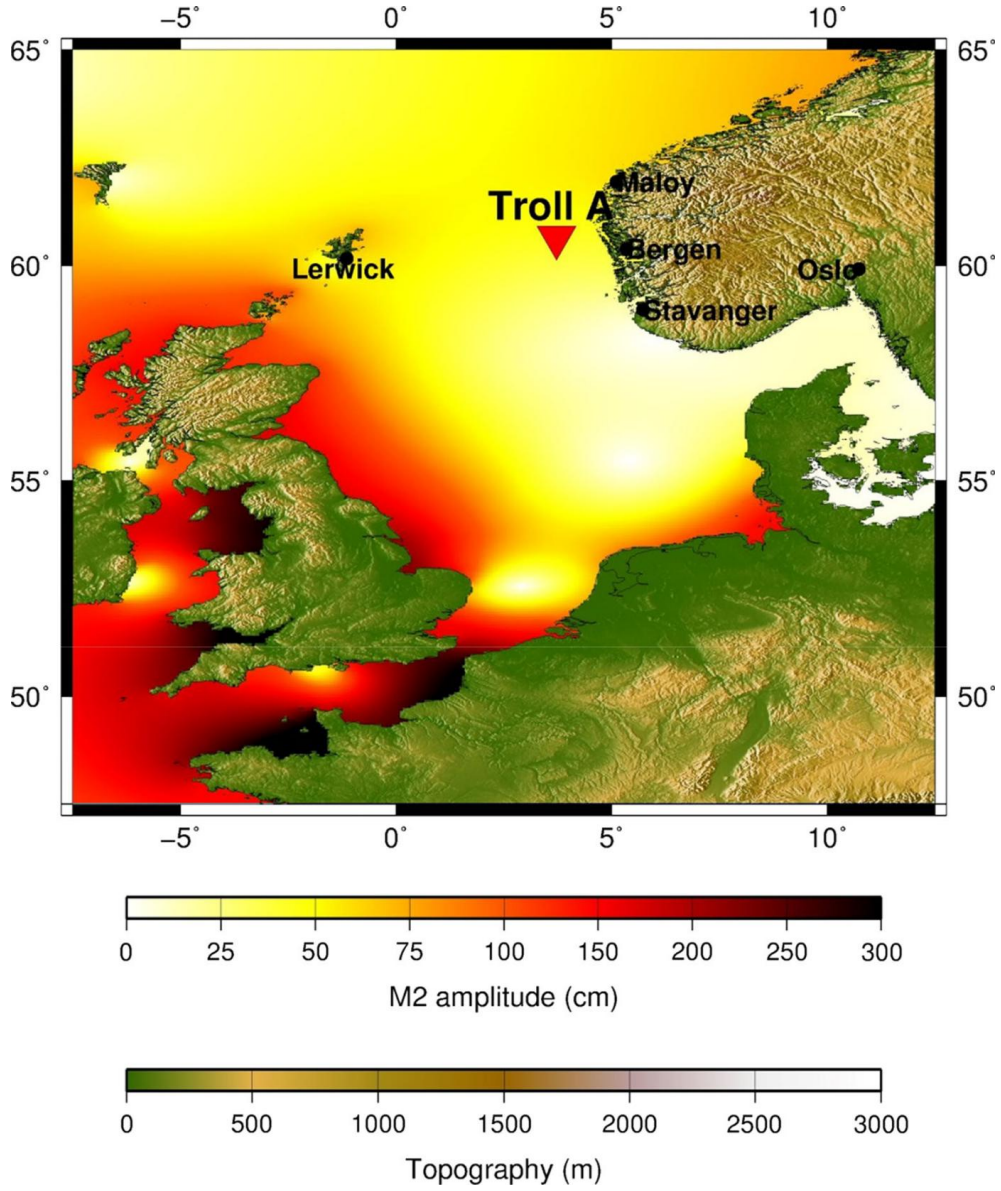 −5˚ 0˚ 5˚ 10˚
65˚ 65˚
Maloy
Troll A
Bergen
60˚ Lerwick Oslo 60˚
Stavanger
55˚ 55˚
50˚ 50˚
−5˚ 0˚ 5˚ 10˚
0 25 50 75 100 150 200 250 300
M2 amplitude (cm)
0 500 1000 1500 2000 2500 3000
Topography (m)